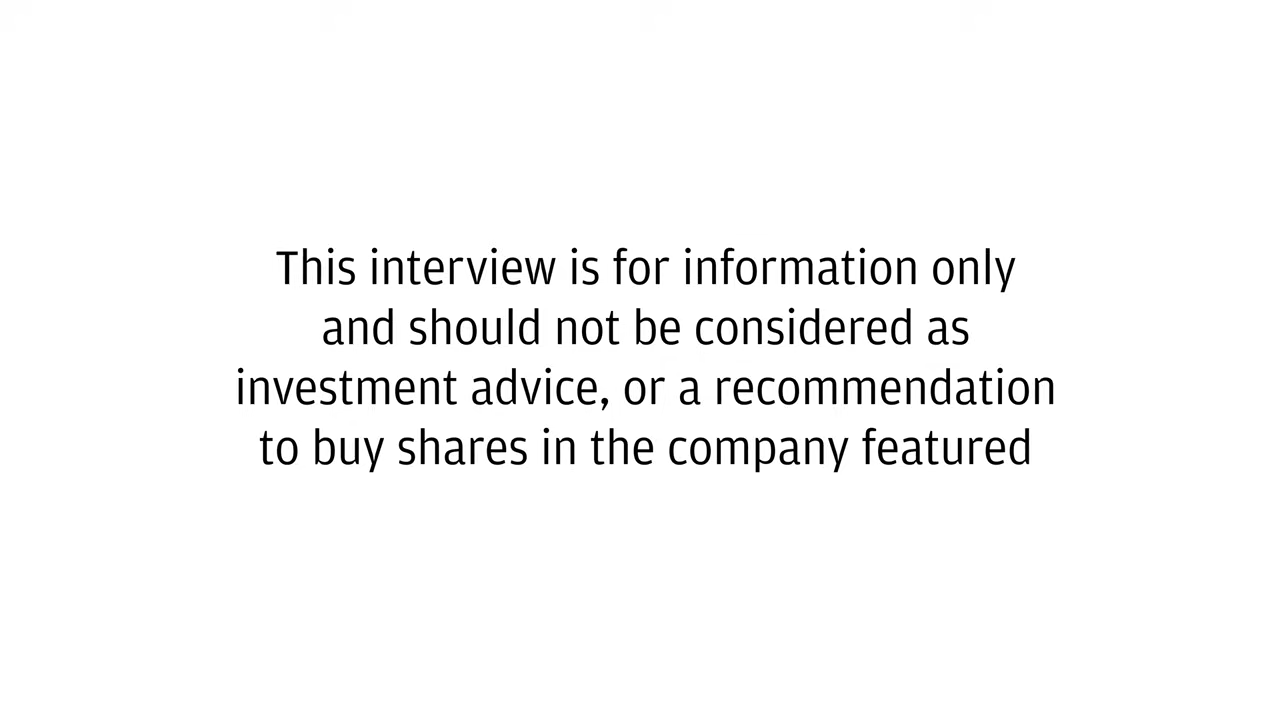 This interview is for information only
and should not be considered as
investment advice, or a recommendation
to buy shares in the company featured